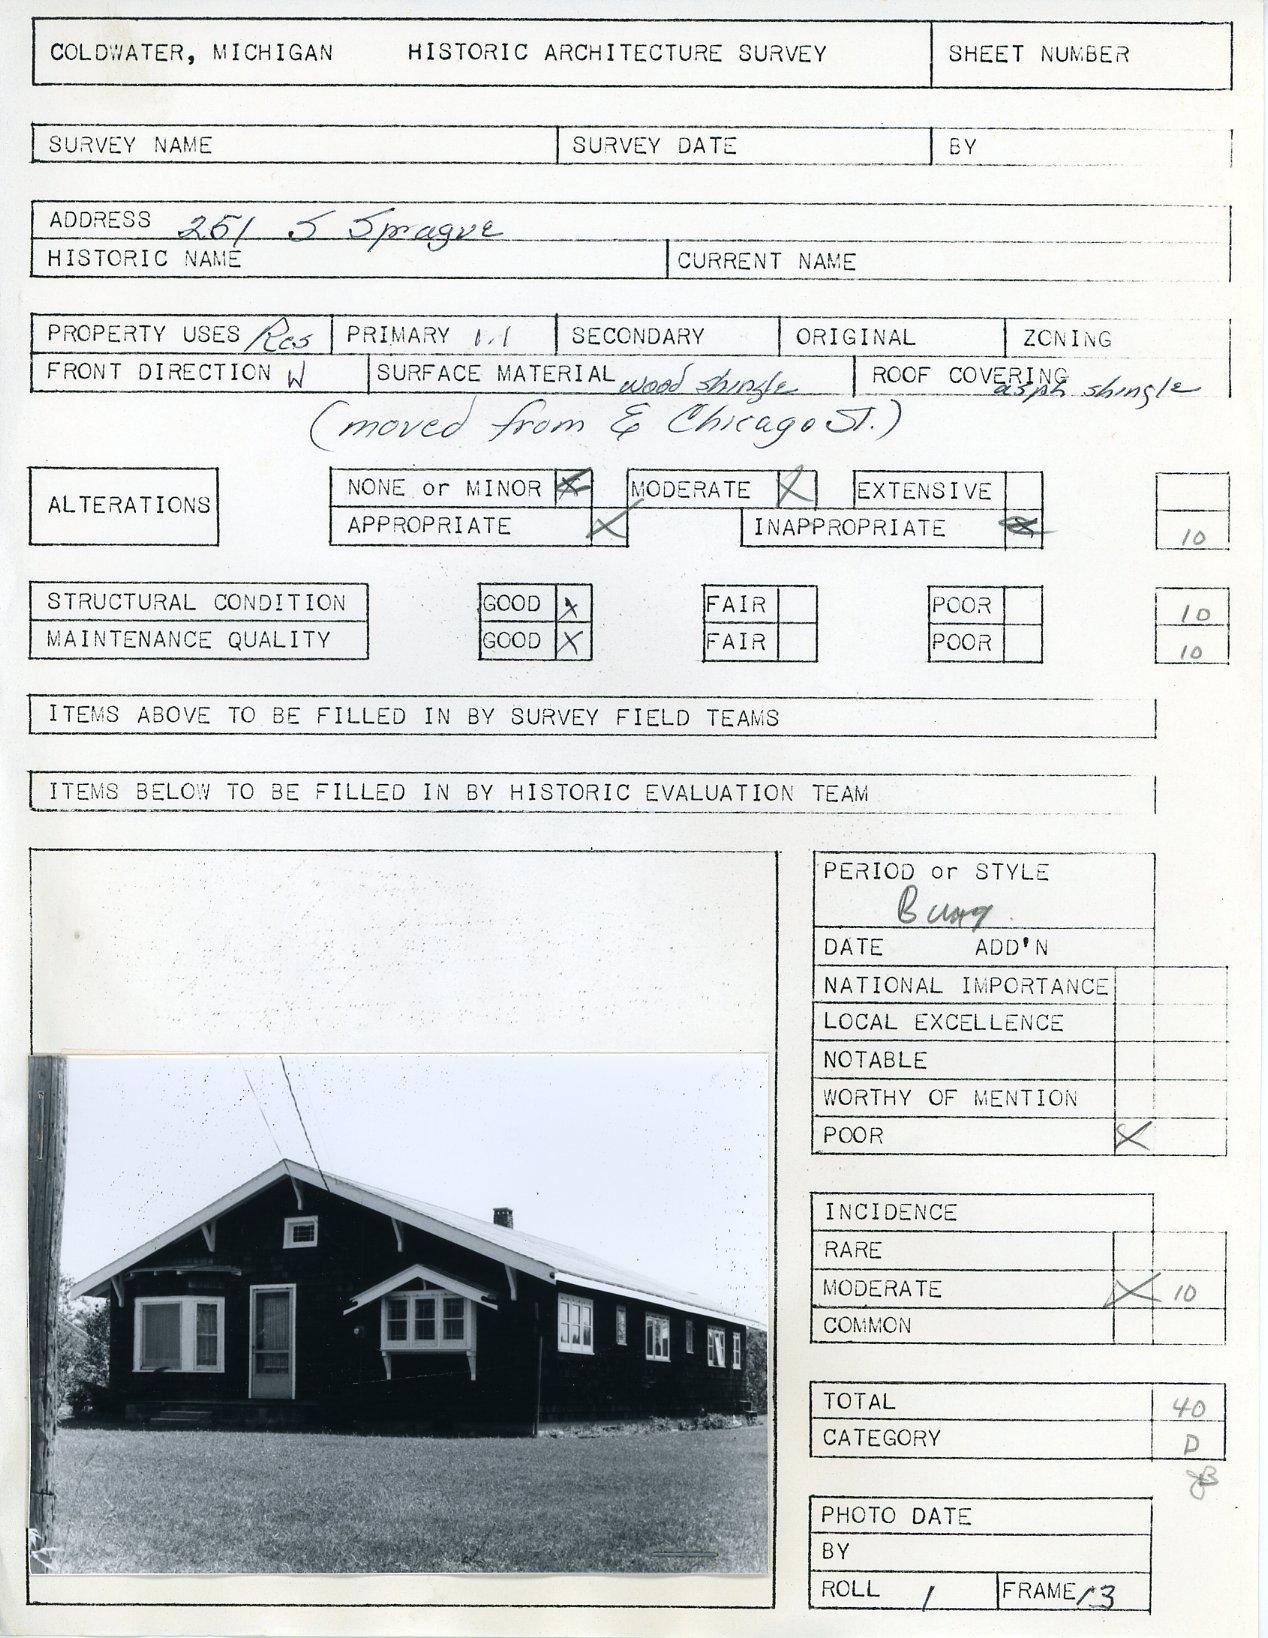 COLDWATER, MICHIGAN HISTORIC ARCHITECTURE SURVEY SHEET NUMBER
SURVEY NAME SURVEY DATE BY
ADDRESS 251 S Sprague
HISTORIC NAME CURRENT NAME
PROPERTY USES Res PRIMARY 1.1 SECONDARY ORIGINAL ZONING
FRONT DIRECTION W SURFACE MATERIAL wood shingle ROOF COVERING asph shingle
(moved from E Chicago St.)
ALTERATIONS NONE or MINOR X MODERATE X EXTENSIVE
APPROPRIATE X INAPPROPRIATE X 10
STRUCTURAL CONDITION GOOD X FAIR POOR 10
MAINTENANCE QUALITY GOOD X FAIR POOR 10
ITEMS ABOVE TO BE FILLED IN BY SURVEY FIELD TEAMS
ITEMS BELOW TO BE FILLED IN BY HISTORIC EVALUATION TEAM
PERIOD or STYLE
Bung.
DATE ADD'N
NATIONAL IMPORTANCE
LOCAL EXCELLENCE
NOTABLE
WORTHY OF MENTION
POOR X
INCIDENCE
RARE
MODERATE X 10
COMMON
TOTAL 40
CATEGORY D
PHOTO DATE
BY
ROLL 1 FRAME 13